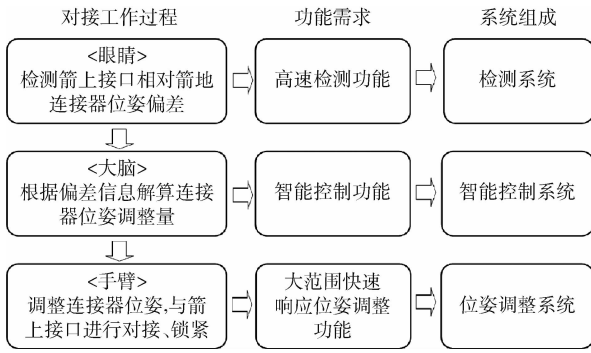 对接工作过程 功能需求 系统组成
<眼睛>
检测箭上接口相对箭地
连接器位姿偏差
高速检测功能
检测系统
<大脑>
根据偏差信息解算连接
器位姿调整量
智能控制功能
智能控制系统
<手臂>
调整连接器位姿,与箭
上接口进行对接、锁紧
大范围快速
响应位姿调整
功能
位姿调整系统